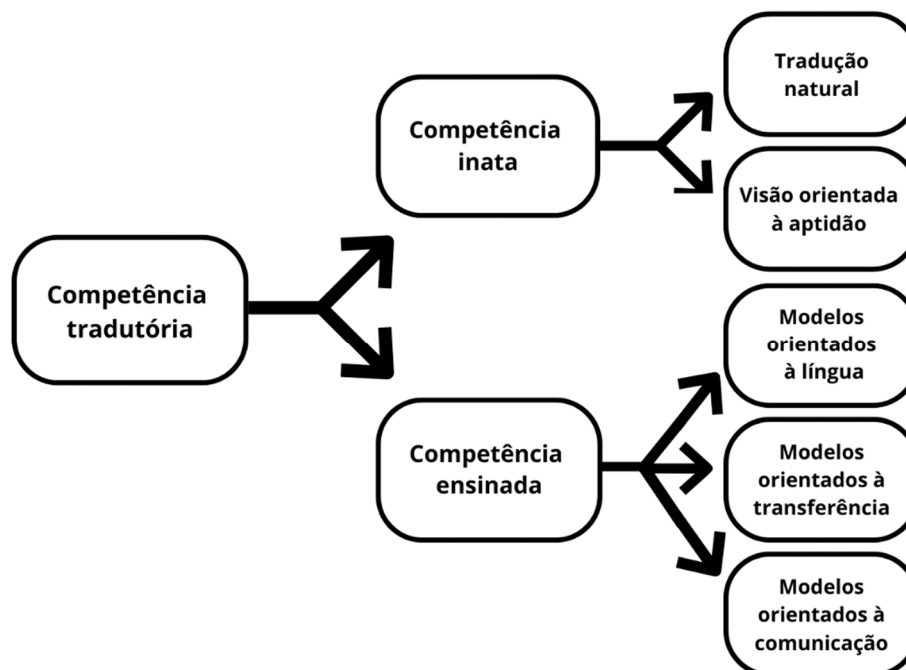 Competência
tradutória
Competência
inata
Tradução
natural
Visão orientada
à aptidão
Competência
ensinada
Modelos
orientados
à língua
Modelos
orientados à
transferência
Modelos
orientados à
comunicação